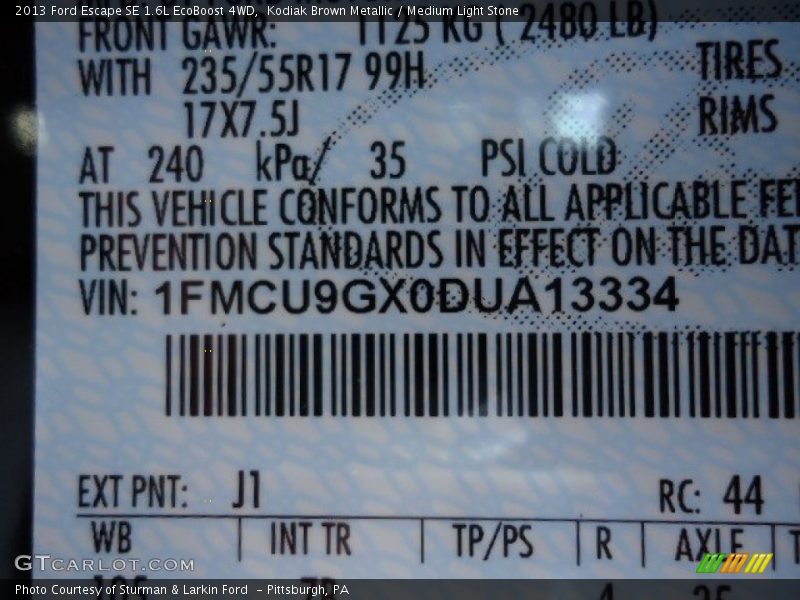 2013 Ford Escape SE 1.6L EcoBoost 4WD,  Kodiak Brown Metallic / Medium Light Stone
FRONT GAWR: 1125 KG ( 2480 LB)
WITH 235/55R17 99H TIRES
17X7.5J RIMS
AT 240 kPa/ 35 PSI COLD
THIS VEHICLE CONFORMS TO ALL APPLICABLE FE
PREVENTION STANDARDS IN EFFECT ON THE DAT
VIN: 1FMCU9GX0DUA13334
EXT PNT: J1 RC: 44
WB INT TR TP/PS R AXLE T
GTCARLOT.COM
Photo Courtesy of Sturman & Larkin Ford  - Pittsburgh, PA